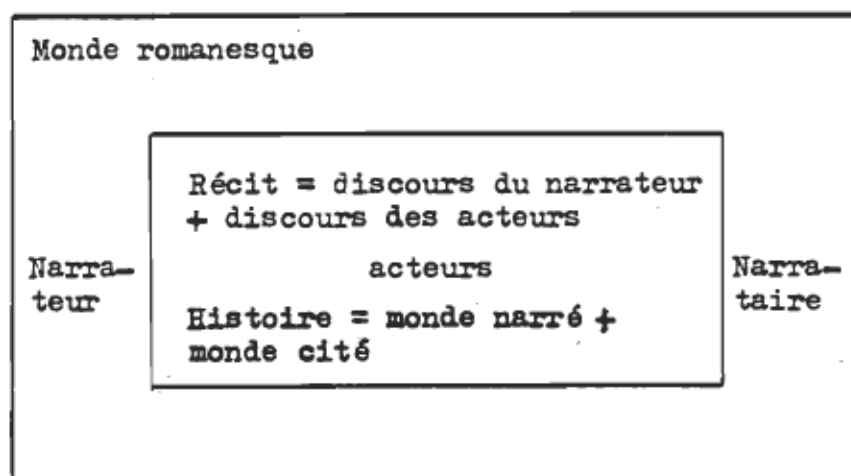 Monde romanesque
Récit = discours du narrateur
+ discours des acteurs
Narra-
teur
acteurs
Narra-
taire
Histoire = monde narré +
monde cité